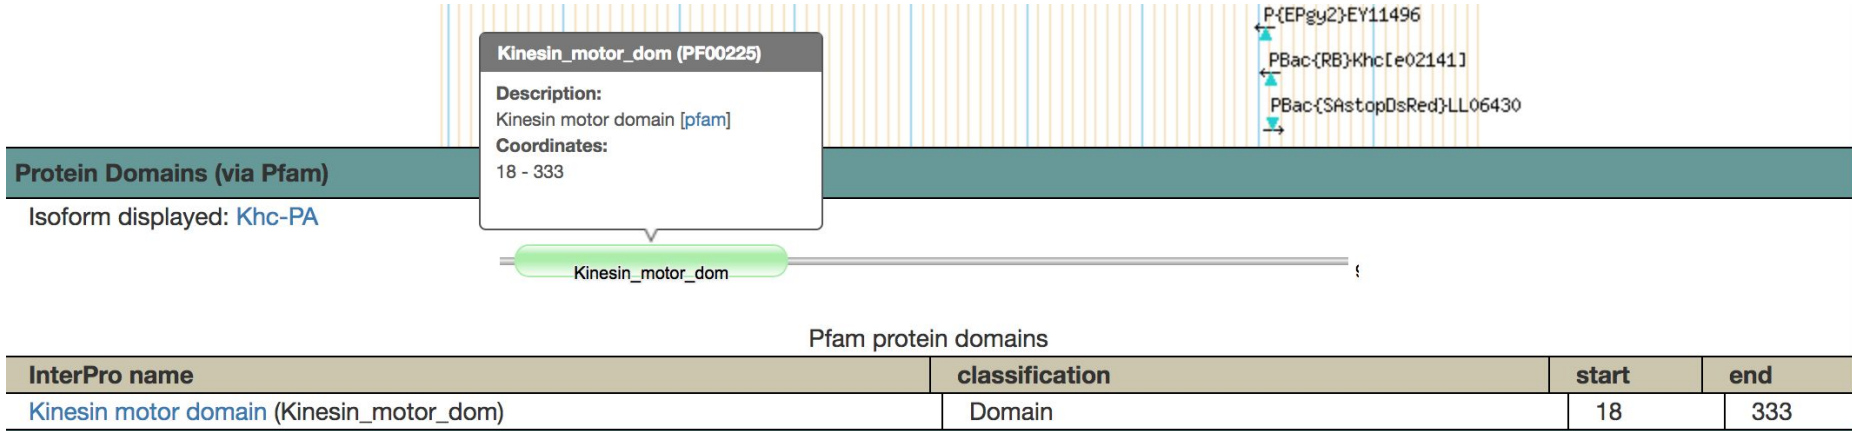 P{EPgy2}EY11496
PBac{RB}Khc[e02141]
PBac{SAstopDsRed}LL06430
Kinesin_motor_dom (PF00225)
Description:
Kinesin motor domain [pfam]
Coordinates:
18 - 333
Protein Domains (via Pfam)
Isoform displayed: Khc-PA
Kinesin_motor_dom
Pfam protein domains
InterPro name classification start end
Kinesin motor domain (Kinesin_motor_dom) Domain 18 333